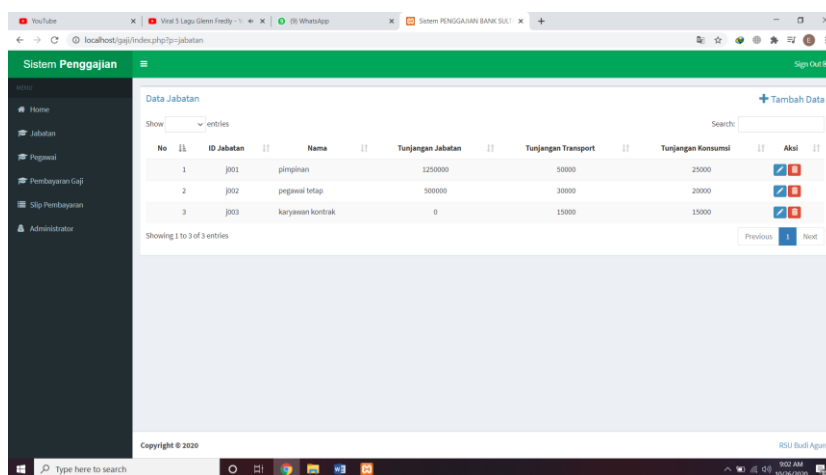 YouTube
Virat 5 Lagu Glenn Fredly -
WhatsApp
Sistem PENGGAJIAN BANK SULT
localhost/gaji/index.php?p=jabatan
Sistem Penggajian
Sign Out
MENU
Home
Jabatan
Pegawai
Pembayaran Gaji
Slip Pembayaran
Administrator
Data Jabatan
Tambah Data
Show entries
Search:
No ID Jabatan Nama Tunjangan Jabatan Tunjangan Transport Tunjangan Konsumsi Aksi
1 j001 pimpinan 1250000 50000 25000
2 j002 pegawai tetap 500000 30000 20000
3 j003 karyawan kontrak 0 15000 15000
Showing 1 to 3 of 3 entries
Previous 1 Next
Copyright © 2020
RSU Budi Agun
Type here to search
9:02 AM
10/26/2020